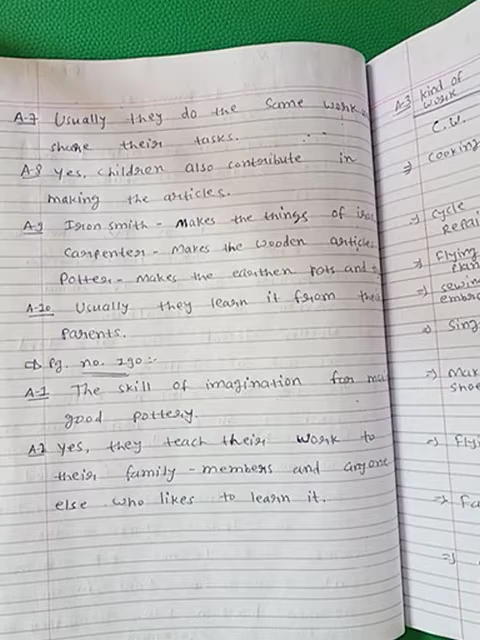 A-7 Usually they do the same work
share their tasks.
A-8 yes, children also contribute in
making the articles.
A-9 Iron smith - Makes the things of
Carpenter - Makes the wooden articles
Potter - Makes the earthen pots and
A-10 Usually they learn it from their
Parents.
⇒ Pg. no. 290 :-
A-1 The skill of imagination for
good pottery.
A-2 yes, they teach their work to
their family - members and anyone
else who likes to learn it.
A-3 kind of
work
C.W.
⇒ Cooking
⇒ Cycle
⇒ Flying
⇒ sewing
⇒
⇒
⇒
⇒
⇒